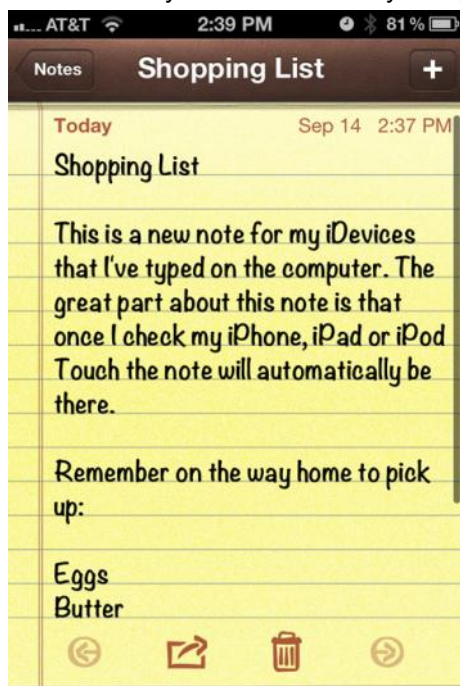 AT&T 2:39 PM 81%
Notes Shopping List +
Today Sep 14 2:37 PM
Shopping List
This is a new note for my iDevices
that I've typed on the computer. The
great part about this note is that
once I check my iPhone, iPad or iPod
Touch the note will automatically be
there.
Remember on the way home to pick
up:
Eggs
Butter